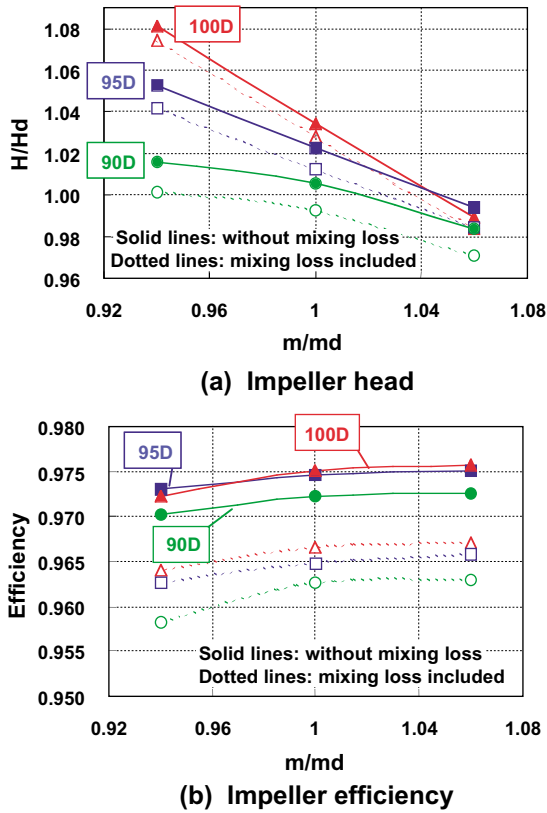 1.08
1.06
1.04
1.02
1.00
0.98
0.96
H/Hd
100D
95D
90D
Solid lines: without mixing loss
Dotted lines: mixing loss included
0.92 0.96 1 1.04 1.08
m/md
(a) Impeller head
0.980
0.975
0.970
0.965
0.960
0.955
0.950
Efficiency
95D
100D
90D
Solid lines: without mixing loss
Dotted lines: mixing loss included
0.92 0.96 1 1.04 1.08
m/md
(b) Impeller efficiency